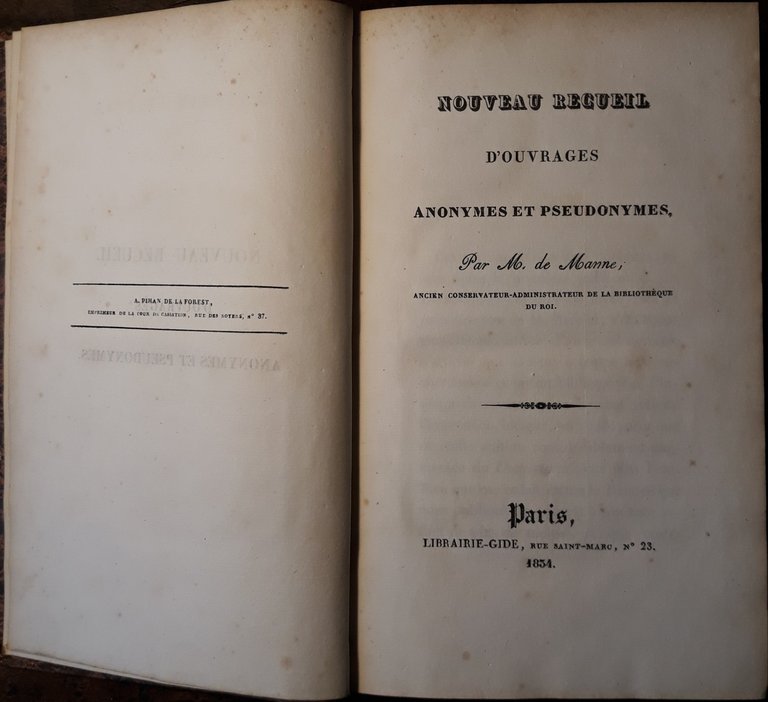 A. PIHAN DE LA FOREST,
IMPRIMEUR DE LA COUR DE CASSATION, RUE DES NOYERS, N° 37.
NOUVEAU RECUEIL
D'OUVRAGES
ANONYMES ET PSEUDONYMES,
Par M. de Manne,
ANCIEN CONSERVATEUR-ADMINISTRATEUR DE LA BIBLIOTHÈQUE
DU ROI.
Paris,
LIBRAIRIE-GIDE, RUE SAINT-MARC, N° 23.
1834.